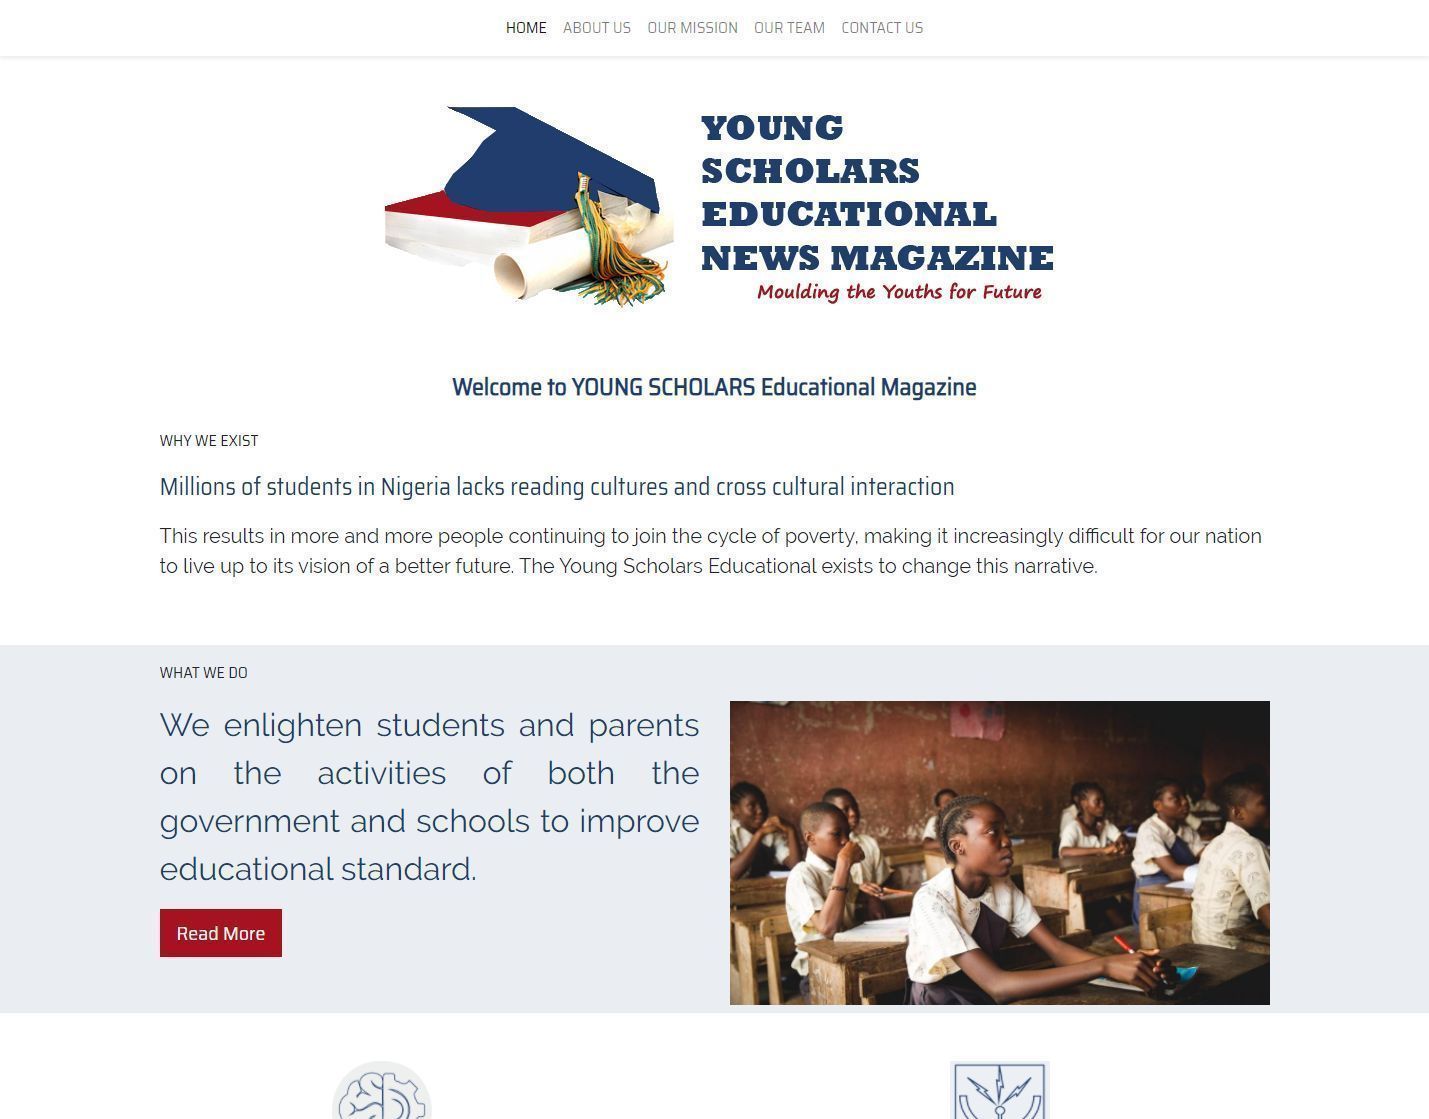 HOME ABOUT US OUR MISSION OUR TEAM CONTACT US
YOUNG
SCHOLARS
EDUCATIONAL
NEWS MAGAZINE
Moulding the Youths for Future
Welcome to YOUNG SCHOLARS Educational Magazine
WHY WE EXIST
Millions of students in Nigeria lacks reading cultures and cross cultural interaction
This results in more and more people continuing to join the cycle of poverty, making it increasingly difficult for our nation
to live up to its vision of a better future. The Young Scholars Educational exists to change this narrative.
WHAT WE DO
We enlighten students and parents
on the activities of both the
government and schools to improve
educational standard.
Read More